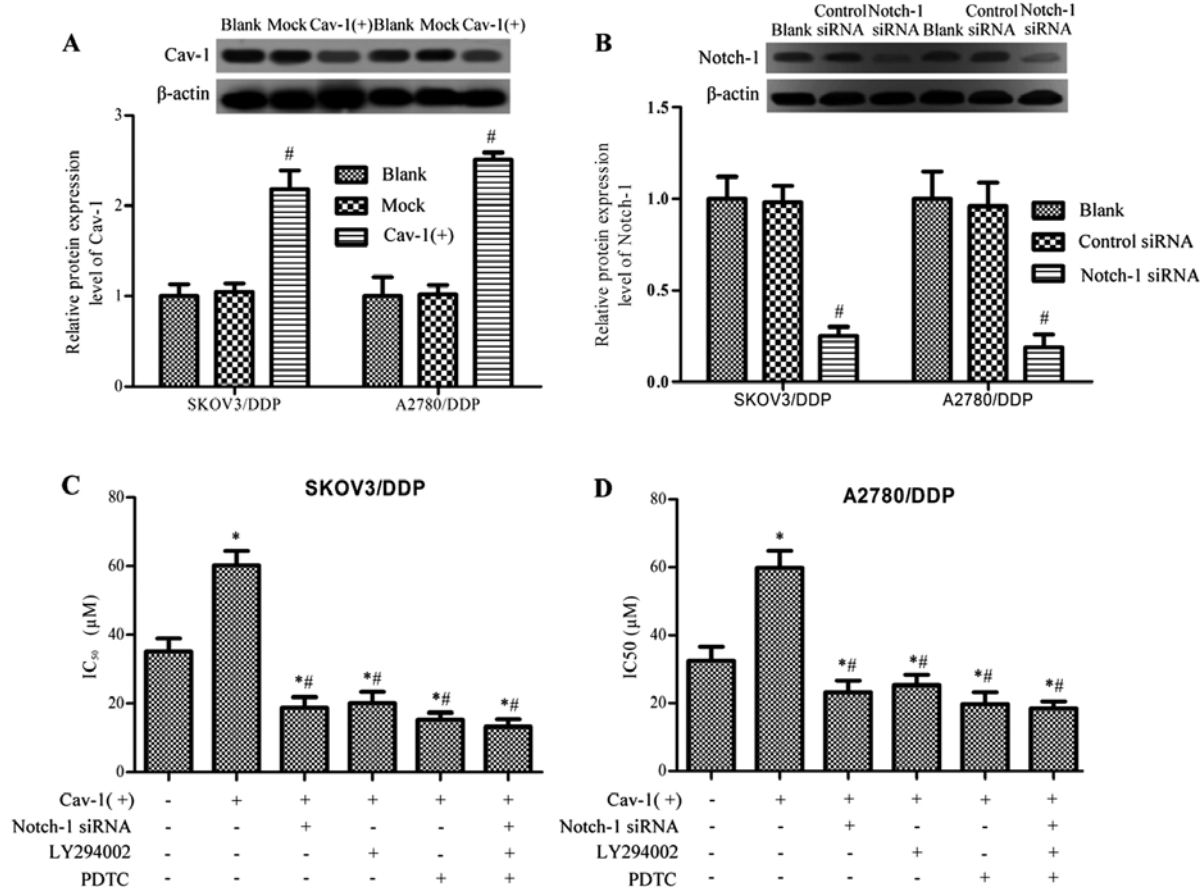 A
Blank Mock Cav-1(+) Blank Mock Cav-1(+)
Cav-1
β-actin
Relative protein expression
level of Cav-1
3
2
1
0
#
#
Blank
Mock
Cav-1(+)
SKOV3/DDP
A2780/DDP
B
Control Notch-1 Control Notch-1
Blank siRNA siRNA Blank siRNA siRNA
Notch-1
β-actin
Relative protein expression
level of Notch-1
1.5
1.0
0.5
0.0
#
#
Blank
Control siRNA
Notch-1 siRNA
SKOV3/DDP
A2780/DDP
C
SKOV3/DDP
IC₅₀ (μM)
80
60
40
20
0
*
*#
*#
*#
*#
Cav-1(+) - + + + + +
Notch-1 siRNA - - + - - +
LY294002 - - - + - +
PDTC - - - - + +
D
A2780/DDP
IC50 (μM)
80
60
40
20
0
*
*#
*#
*#
*#
Cav-1(+) - + + + + +
Notch-1 siRNA - - + - - +
LY294002 - - - + - +
PDTC - - - - + +